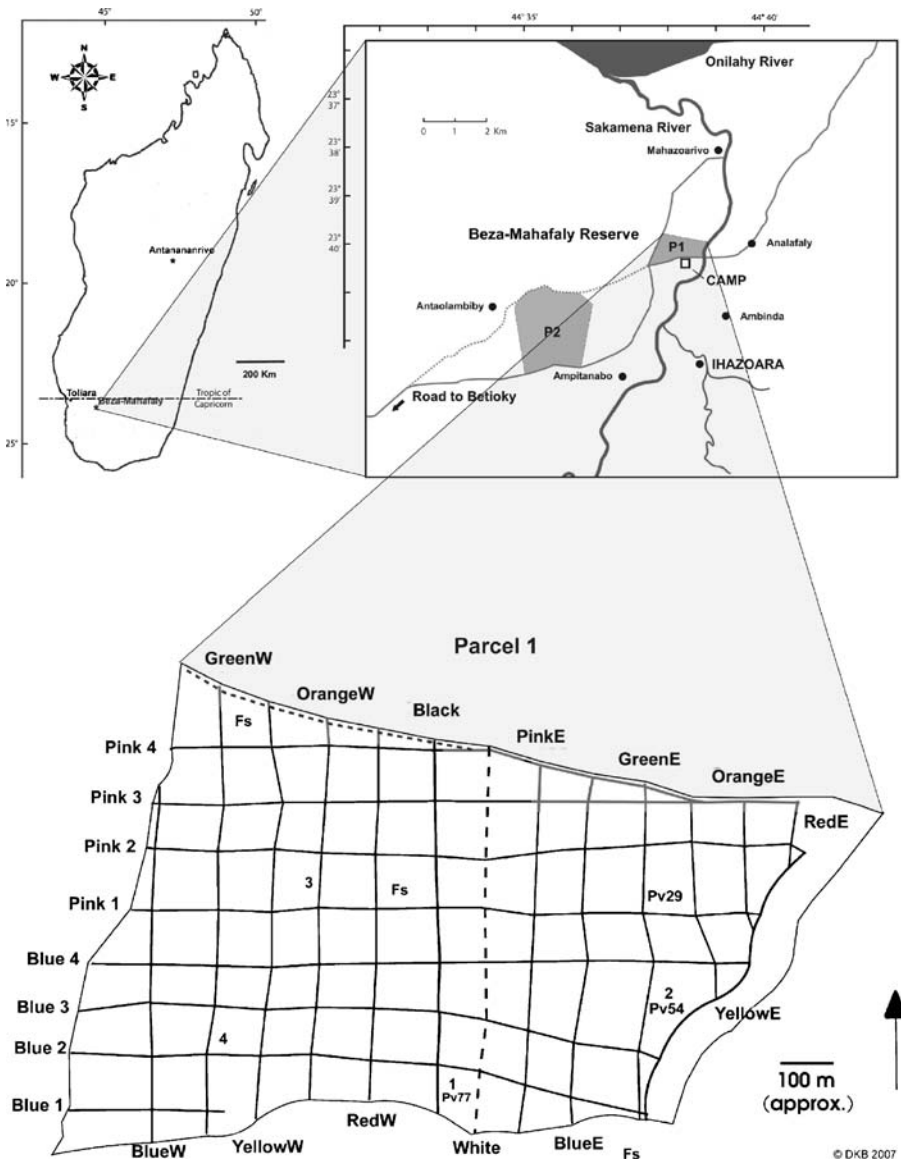 45°
50°
44° 35'
44° 40'
N
W
E
S
15°
20°
25°
Antanananrivo
200 Km
Toliara
Tropic of
Capricorn
Beza-Mahafaly
23°
37'
23°
38'
23°
39'
23°
40'
Onilahy River
0 1 2 Km
Sakamena River
Mahazoarivo
Beza-Mahafaly Reserve
P1
Analafaly
CAMP
Antaolambiby
P2
Ambinda
IHAZOARA
Ampitanabo
Road to Betioky
Parcel 1
GreenW
OrangeW
Black
PinkE
GreenE
OrangeE
RedE
Fs
Pink 4
Pink 3
Pink 2
Pink 1
3
Fs
Pv29
Blue 4
Blue 3
2
Pv54
YellowE
Blue 2
4
Blue 1
1
Pv77
100 m
(approx.)
BlueW
YellowW
RedW
White
BlueE
Fs
© DKB 2007